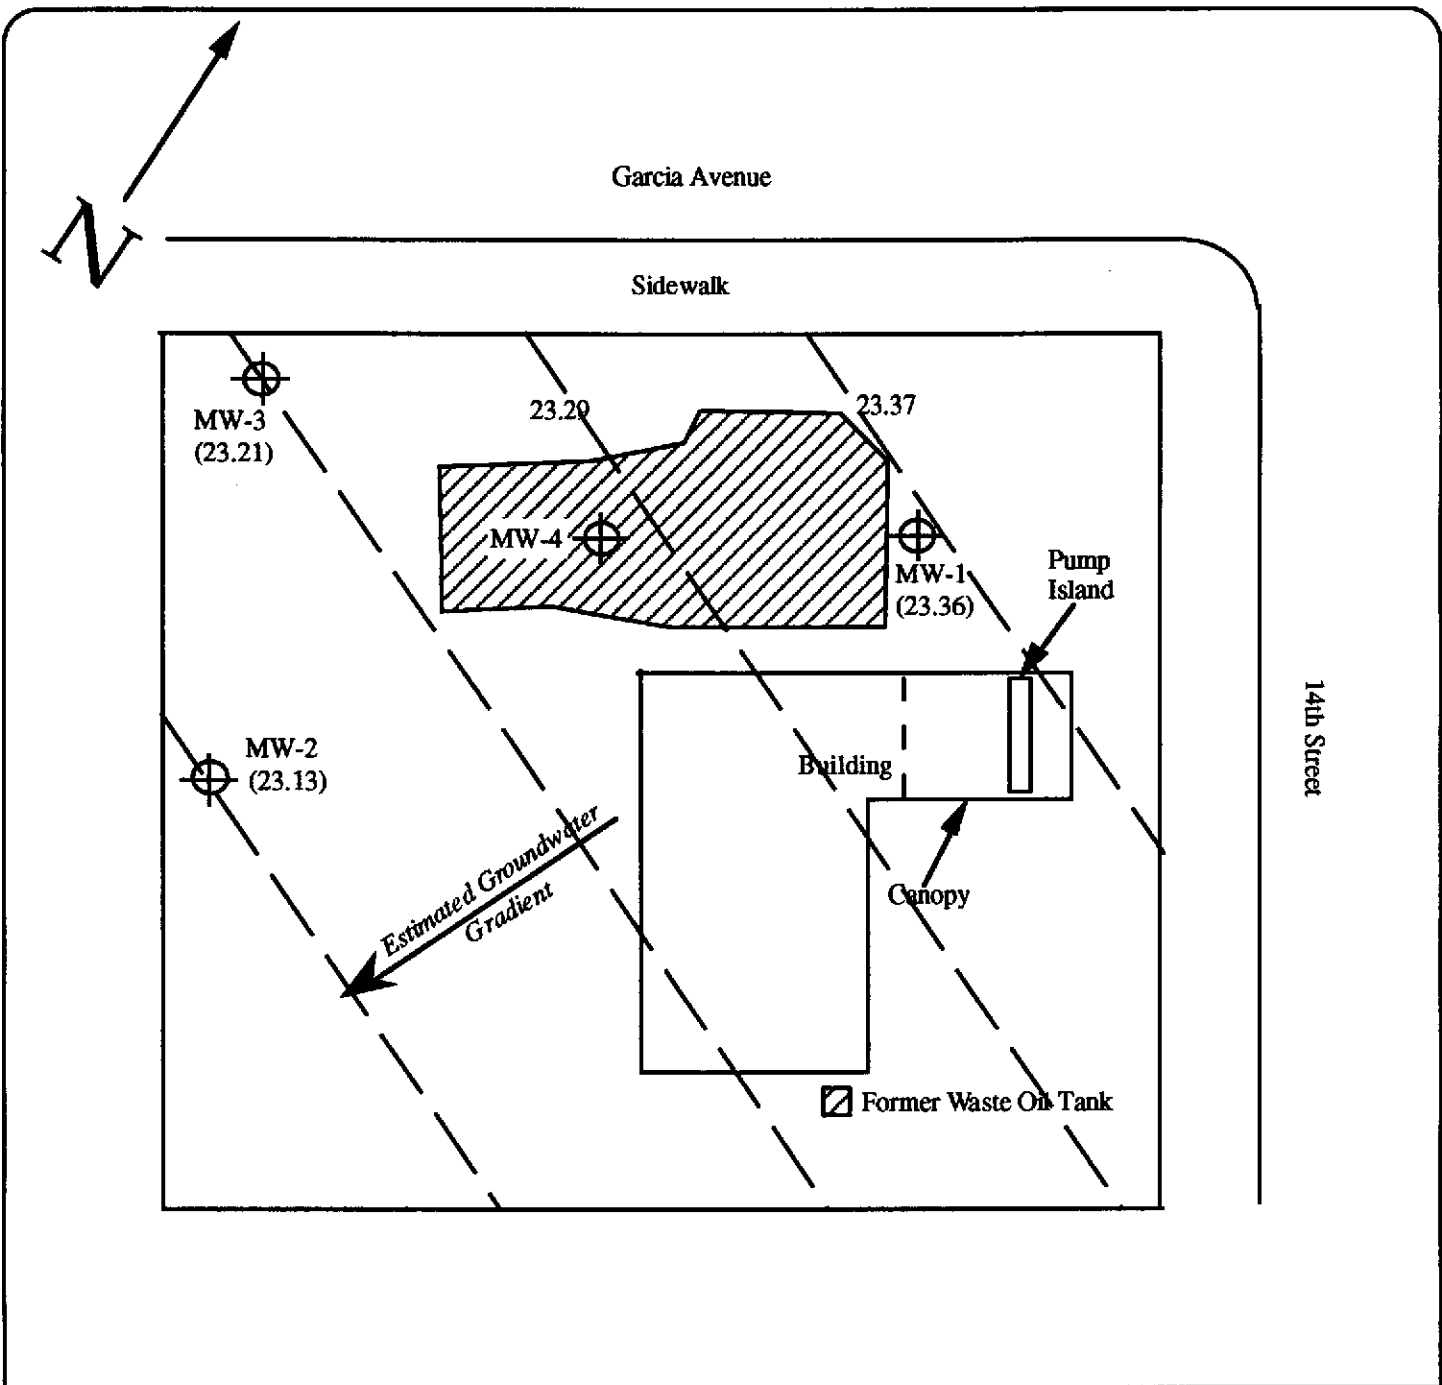 N
Garcia Avenue
Sidewalk
MW-3
(23.21)
23.29
23.37
MW-4
MW-1
(23.36)
Pump
Island
14th Street
MW-2
(23.13)
Building
Estimated Groundwater
Gradient
Canopy
Former Waste Oil Tank